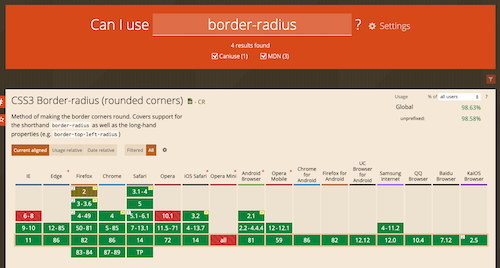 Can I use border-radius ? Settings
4 results found
Caniuse (1) MDN (3)
CSS3 Border-radius (rounded corners) - CR
Usage % of all users ?
Global 98.63%
unprefixed: 98.58%
Method of making the border corners round. Covers support
for the shorthand border-radius as well as the long-hand
properties (e.g. border-top-left-radius)
Current aligned Usage relative Date relative Filtered All
IE Edge Firefox Chrome Safari Opera iOS Safari Opera Mini Android Browser Opera Mobile Chrome for Android Firefox for Android UC Browser for Android Samsung Internet QQ Browser Baidu Browser KaiOS Browser
2 3.1-4
3-3.6 5
6-8 4-49 4 5.1-6.1 10.1 3.2 2.1
9-10 12-85 50-81 5-85 7-13.1 11.5-71 4-13.7 2.2-4.4.4 12-12.1 4-11.2
11 86 82 86 14 72 14 all 81 59 86 82 12.12 12.0 10.4 7.12 2.5
83-84 87-89 TP